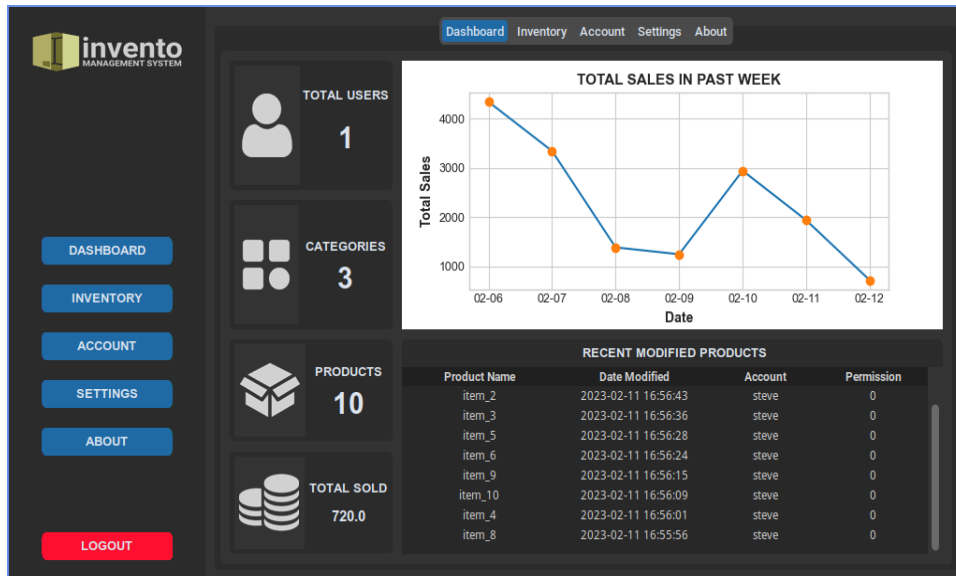 invento
MANAGEMENT SYSTEM
DASHBOARD
INVENTORY
ACCOUNT
SETTINGS
ABOUT
LOGOUT
Dashboard Inventory Account Settings About
TOTAL USERS
1
CATEGORIES
3
PRODUCTS
10
TOTAL SOLD
720.0
TOTAL SALES IN PAST WEEK
Total Sales
4000
3000
2000
1000
02-06 02-07 02-08 02-09 02-10 02-11 02-12
Date
RECENT MODIFIED PRODUCTS
Product Name Date Modified Account Permission
item_2 2023-02-11 16:56:43 steve 0
item_3 2023-02-11 16:56:36 steve 0
item_5 2023-02-11 16:56:28 steve 0
item_6 2023-02-11 16:56:24 steve 0
item_9 2023-02-11 16:56:15 steve 0
item_10 2023-02-11 16:56:09 steve 0
item_4 2023-02-11 16:56:01 steve 0
item_8 2023-02-11 16:55:56 steve 0